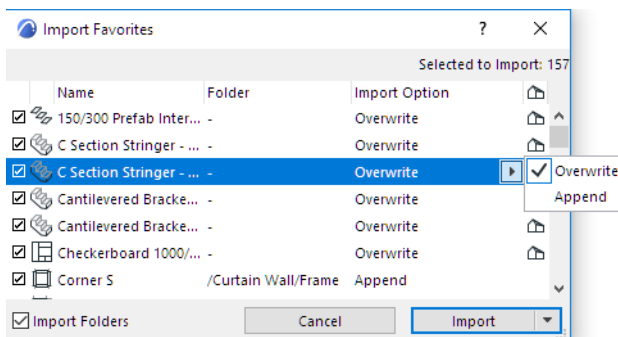 Import Favorites ?
Selected to Import: 157
Name Folder Import Option
150/300 Prefab Inter... - Overwrite
C Section Stringer - ... - Overwrite
C Section Stringer - ... - Overwrite
Overwrite
Append
Cantilevered Bracke... - Overwrite
Cantilevered Bracke... - Overwrite
Checkerboard 1000/... - Overwrite
Corner S /Curtain Wall/Frame Append
Import Folders Cancel Import